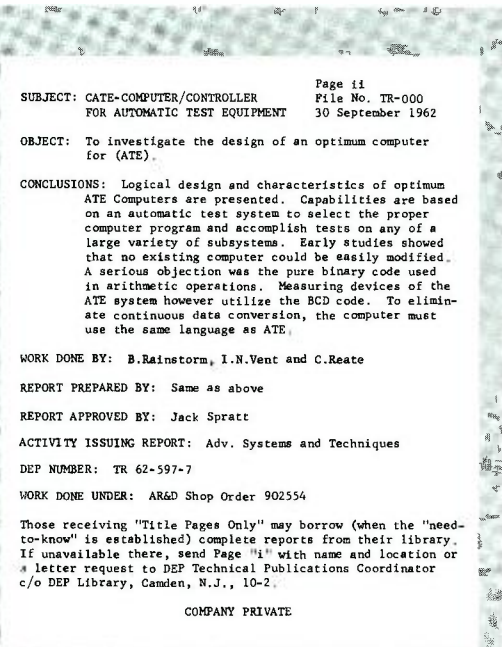 Page ii
SUBJECT: CATE-COMPUTER/CONTROLLER File No. TR-000
FOR AUTOMATIC TEST EQUIPMENT 30 September 1962
OBJECT: To investigate the design of an optimum computer
for (ATE).
CONCLUSIONS: Logical design and characteristics of optimum
ATE Computers are presented. Capabilities are based
on an automatic test system to select the proper
computer program and accomplish tests on any of a
large variety of subsystems. Early studies showed
that no existing computer could be easily modified.
A serious objection was the pure binary code used
in arithmetic operations. Measuring devices of the
ATE system however utilize the BCD code. To elimin-
ate continuous data conversion, the computer must
use the same language as ATE.
WORK DONE BY: B.Rainstorm, I.N.Vent and C.Reate
REPORT PREPARED BY: Same as above
REPORT APPROVED BY: Jack Spratt
ACTIVITY ISSUING REPORT: Adv. Systems and Techniques
DEP NUMBER: TR 62-597-7
WORK DONE UNDER: AR&D Shop Order 902554
Those receiving "Title Pages Only" may borrow (when the "need-
to-know" is established) complete reports from their library.
If unavailable there, send Page "i" with name and location or
a letter request to DEP Technical Publications Coordinator
c/o DEP Library, Camden, N.J., 10-2.
COMPANY PRIVATE